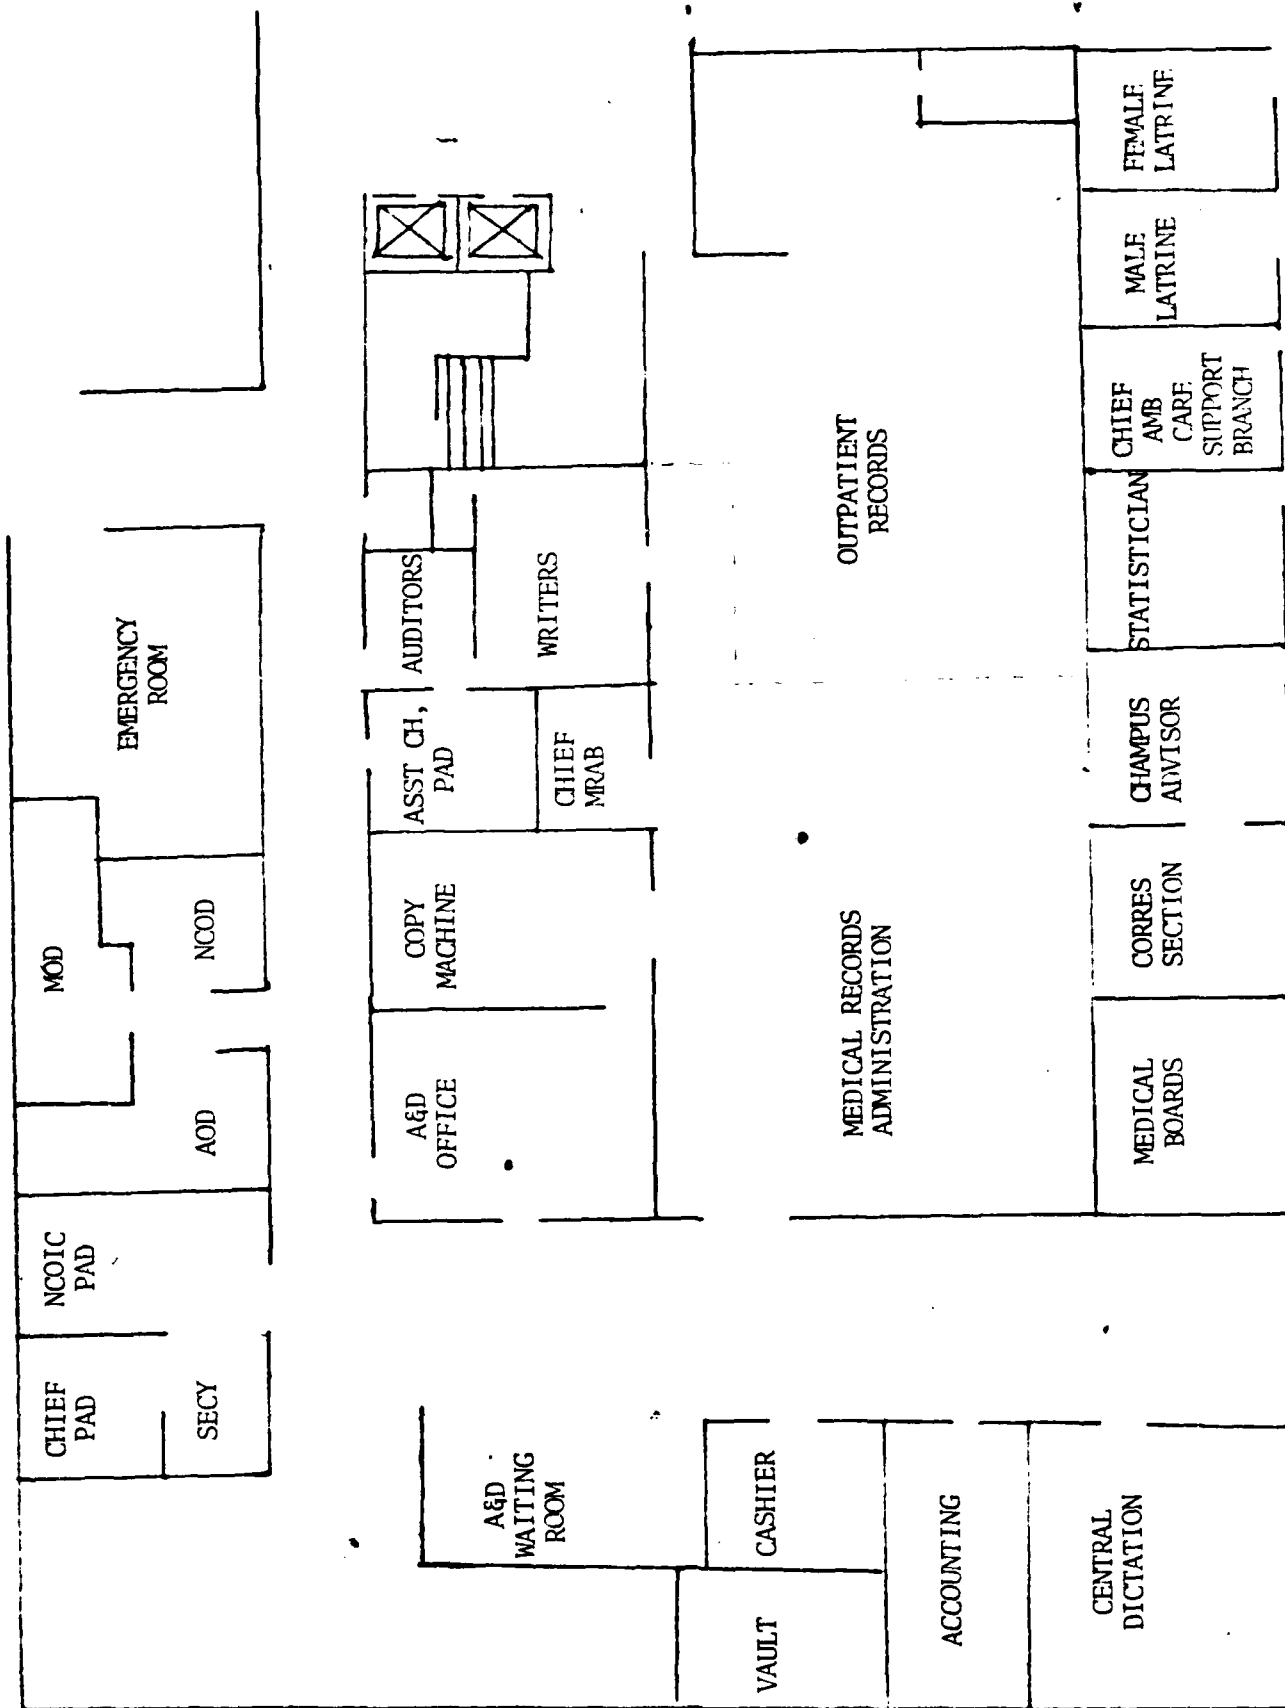 CHIEF
PAD
SECY
NCOIC
PAD
AOD
MOD
NCOD
EMERGENCY
ROOM
A&D
WAITING
ROOM
A&D
OFFICE
COPY
MACHINE
ASST CH,
PAD
CHIEF
MRAB
AUDITORS
WRITERS
VAULT
CASHIER
ACCOUNTING
CENTRAL
DICTATION
MEDICAL RECORDS
ADMINISTRATION
OUTPATIENT
RECORDS
MEDICAL
BOARDS
CORRES
SECTION
CHAMPUS
ADVISOR
STATISTICIAN
CHIEF
AMB
CARE
SUPPORT
BRANCH
MALE
LATRINE
FEMALE
LATRINE